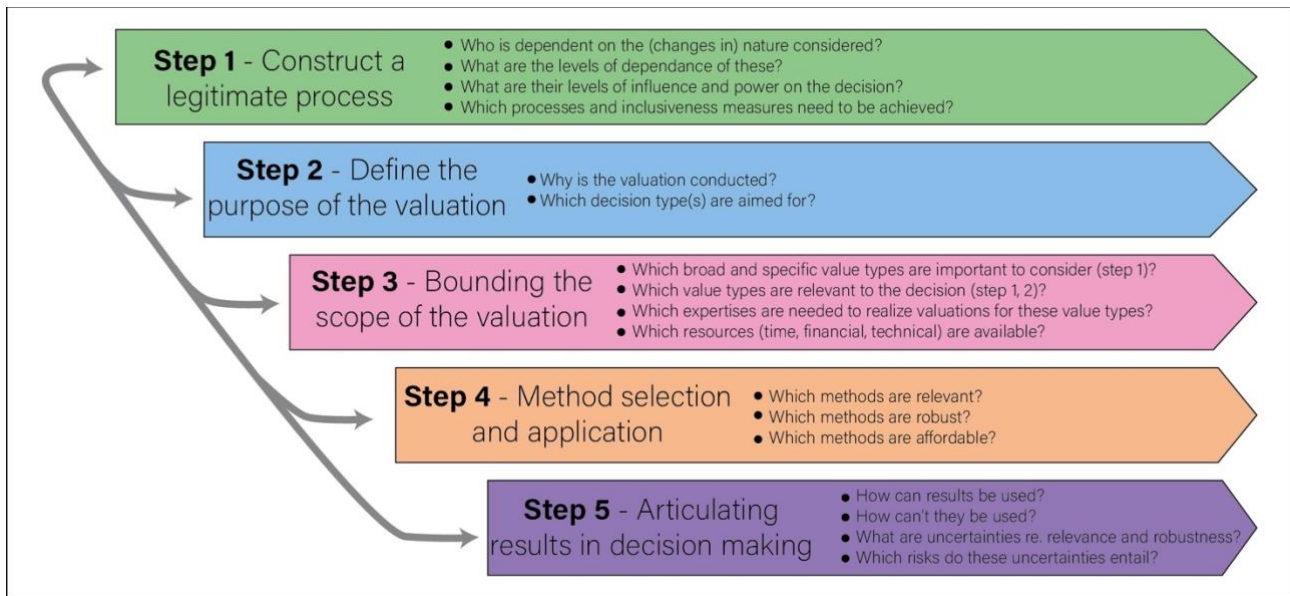 Step 1 - Construct a
legitimate process
● Who is dependent on the (changes in) nature considered?
● What are the levels of dependance of these?
● What are their levels of influence and power on the decision?
● Which processes and inclusiveness measures need to be achieved?
Step 2 - Define the
purpose of the valuation
● Why is the valuation conducted?
● Which decision type(s) are aimed for?
Step 3 - Bounding the
scope of the valuation
● Which broad and specific value types are important to consider (step 1)?
● Which value types are relevant to the decision (step 1, 2)?
● Which expertises are needed to realize valuations for these value types?
● Which resources (time, financial, technical) are available?
Step 4 - Method selection
and application
● Which methods are relevant?
● Which methods are robust?
● Which methods are affordable?
Step 5 - Articulating
results in decision making
● How can results be used?
● How can't they be used?
● What are uncertainties re. relevance and robustness?
● Which risks do these uncertainties entail?